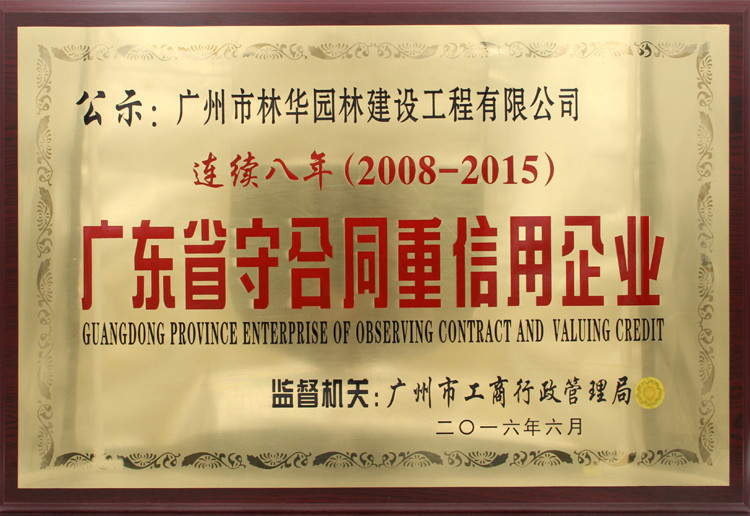 公示：广州市林华园林建设工程有限公司
连续八年(2008-2015)
广东省守合同重信用企业
GUANGDONG PROVINCE ENTERPRISE OF OBSERVING CONTRACT AND VALUING CREDIT
监督机关：广州市工商行政管理局
二〇一六年六月